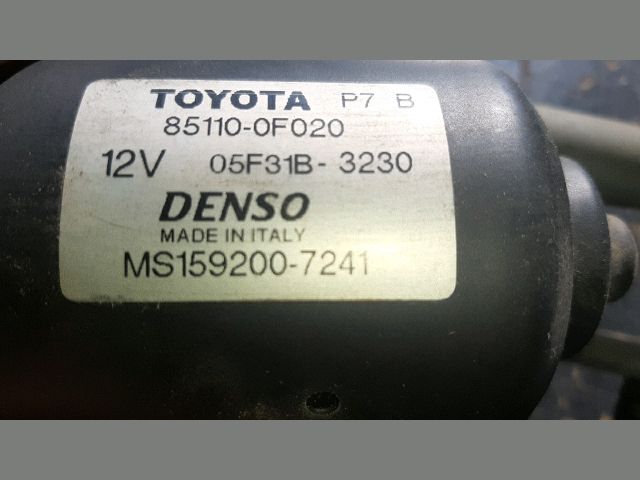 TOYOTA P7 B
85110-0F020
12V 05F31B-3230
DENSO
MADE IN ITALY
MS159200-7241